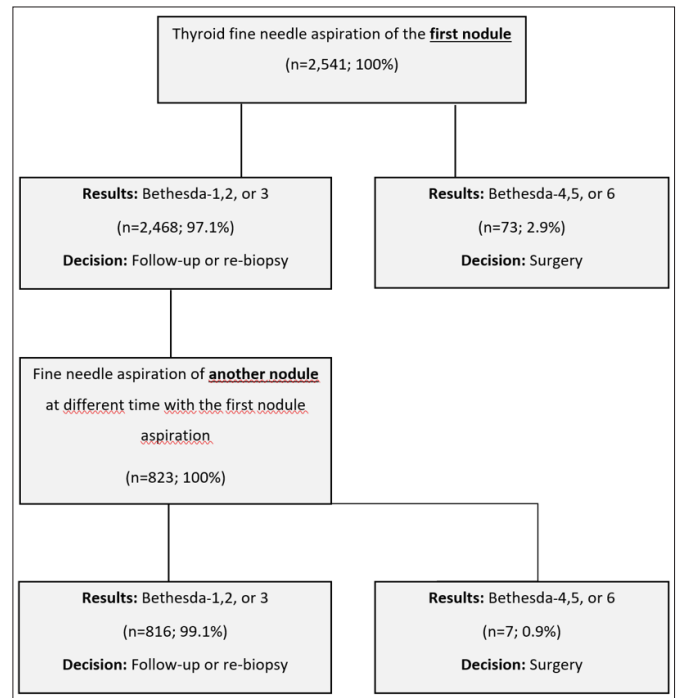 Thyroid fine needle aspiration of the first nodule
(n=2,541; 100%)
Results: Bethesda-1,2, or 3
(n=2,468; 97.1%)
Decision: Follow-up or re-biopsy
Results: Bethesda-4,5, or 6
(n=73; 2.9%)
Decision: Surgery
Fine needle aspiration of another nodule
at different time with the first nodule
aspiration
(n=823; 100%)
Results: Bethesda-1,2, or 3
(n=816; 99.1%)
Decision: Follow-up or re-biopsy
Results: Bethesda-4,5, or 6
(n=7; 0.9%)
Decision: Surgery